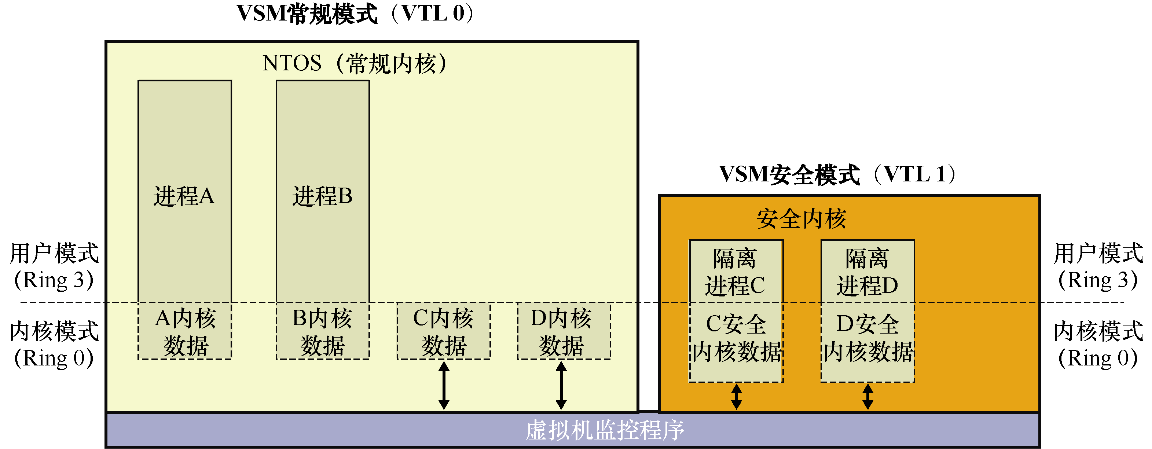 VSM常规模式（VTL 0）
NTOS（常规内核）
进程A
进程B
VSM安全模式（VTL 1）
安全内核
隔离
进程C
隔离
进程D
用户模式
(Ring 3)
用户模式
(Ring 3)
内核模式
(Ring 0)
A内核
数据
B内核
数据
C内核
数据
D内核
数据
C安全
内核数据
D安全
内核数据
内核模式
(Ring 0)
虚拟机监控程序